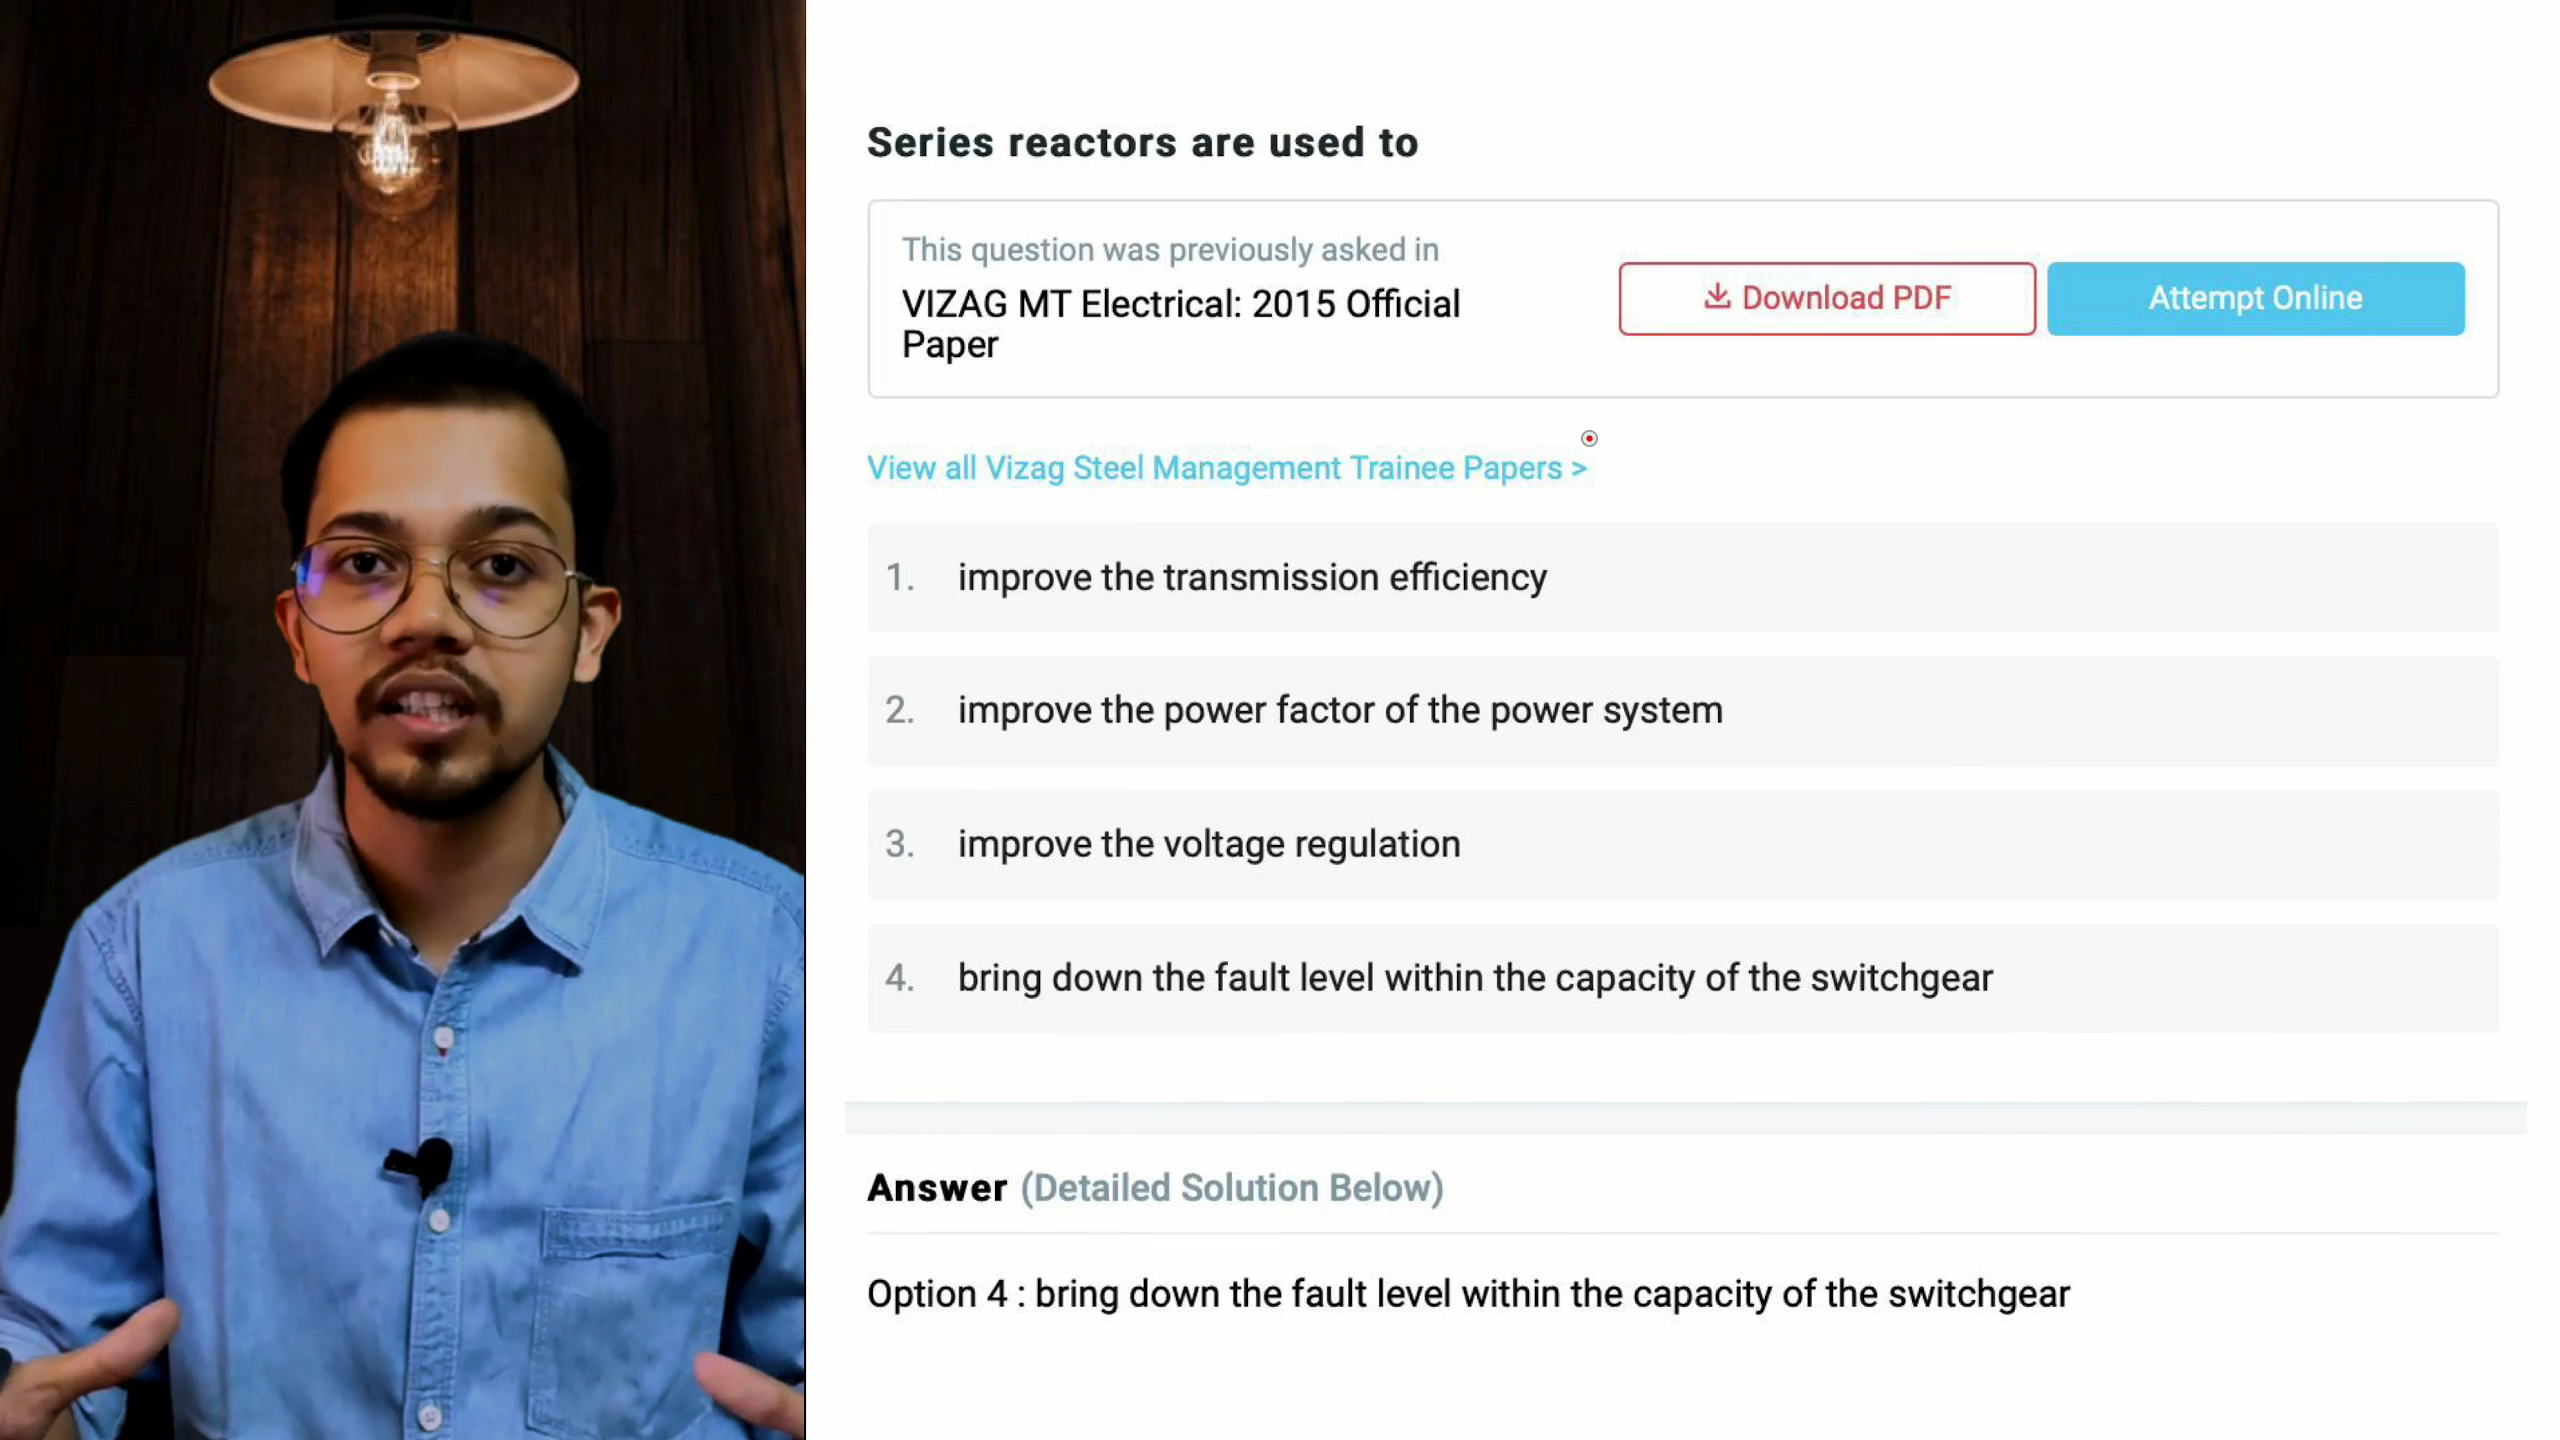 Series reactors are used to
This question was previously asked in
VIZAG MT Electrical: 2015 Official
Paper
Download PDF
Attempt Online
View all Vizag Steel Management Trainee Papers >
1. improve the transmission efficiency
2. improve the power factor of the power system
3. improve the voltage regulation
4. bring down the fault level within the capacity of the switchgear
Answer (Detailed Solution Below)
Option 4 : bring down the fault level within the capacity of the switchgear